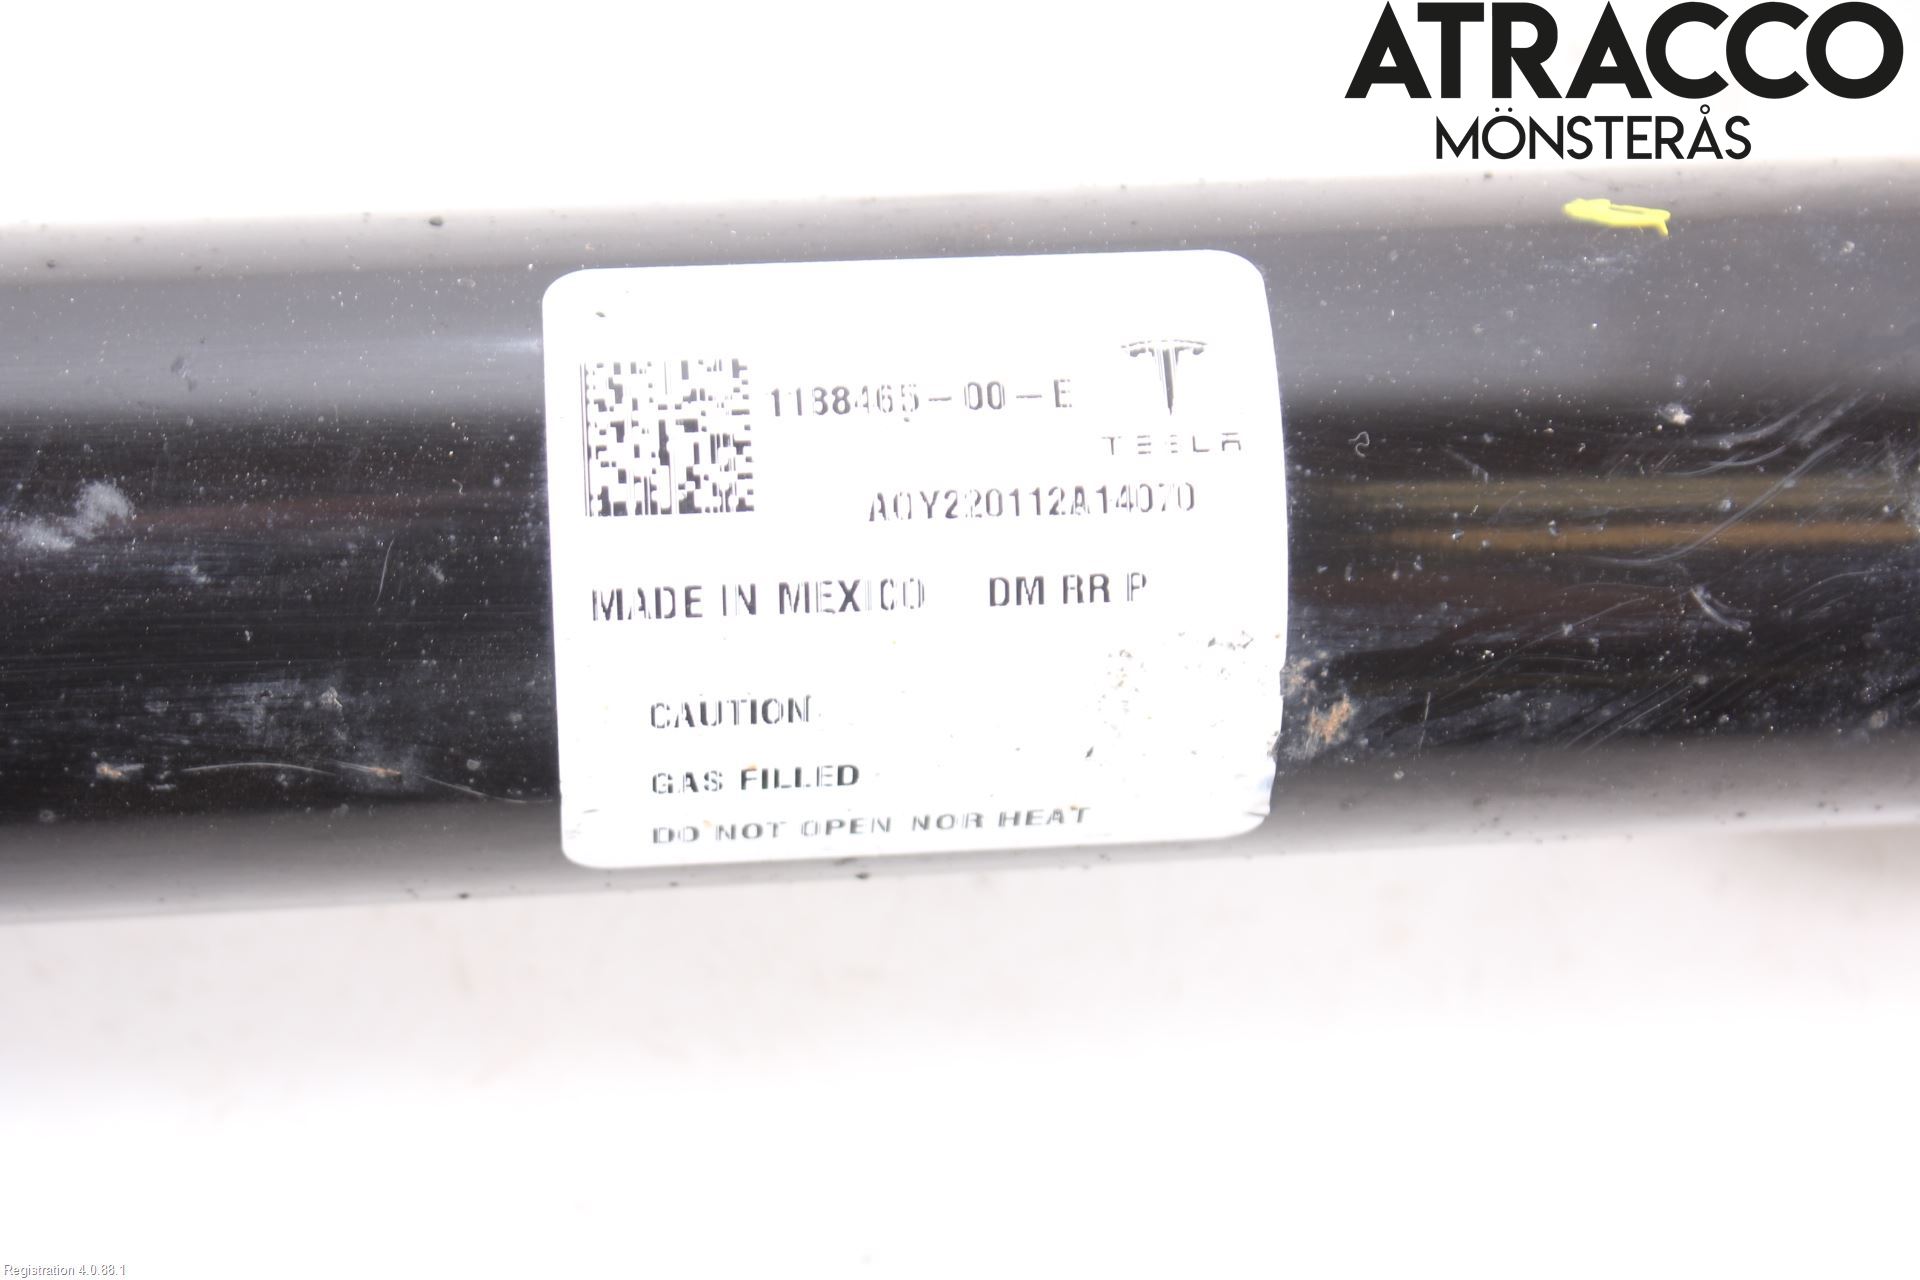 ATRACCO
MÖNSTERÅS
1188465-00-E
TESLA
A0Y220112A14070
MADE IN MEXICO DM RR P
CAUTION
GAS FILLED
DO NOT OPEN NOR HEAT
Registration 4.0.88.1